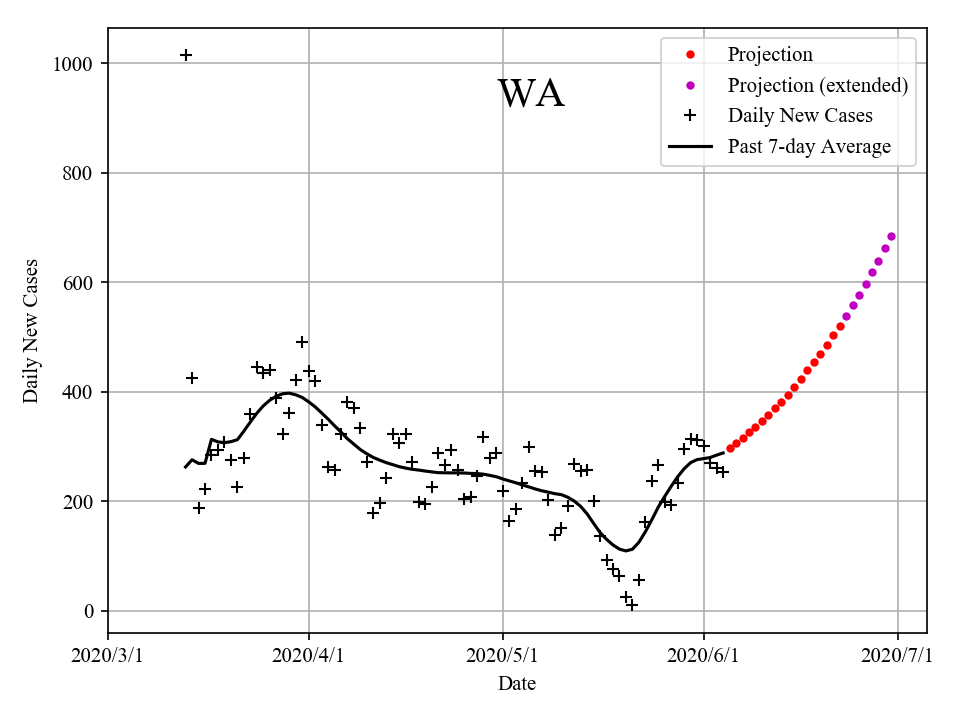 WA
Projection
Projection (extended)
Daily New Cases
Past 7-day Average
Daily New Cases
1000
800
600
400
200
0
2020/3/1
2020/4/1
2020/5/1
2020/6/1
2020/7/1
Date